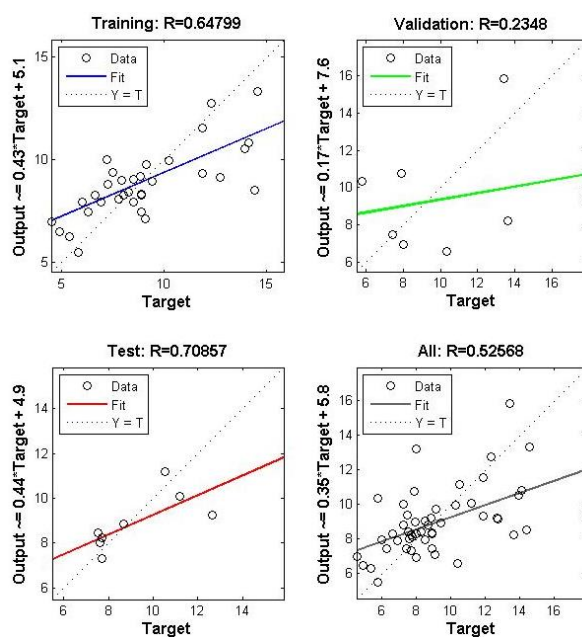 Training: R=0.64799
Output ~= 0.43*Target + 5.1
15
10
5
Data
Fit
Y = T
5 10 15
Target
Validation: R=0.2348
Output ~= 0.17*Target + 7.6
16
14
12
10
8
6
Data
Fit
Y = T
6 8 10 12 14 16
Target
Test: R=0.70857
Output ~= 0.44*Target + 4.9
14
12
10
8
6
Data
Fit
Y = T
6 8 10 12 14
Target
All: R=0.52568
Output ~= 0.35*Target + 5.8
16
14
12
10
8
6
Data
Fit
Y = T
6 8 10 12 14 16
Target